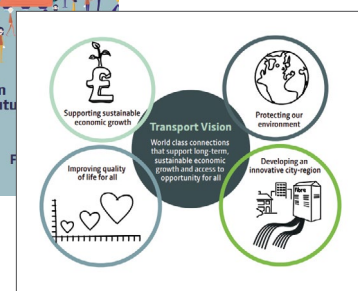 Supporting sustainable
economic growth
Protecting our
environment
Transport Vision
World class connections
that support long-term,
sustainable economic
growth and access to
opportunity for all
Improving quality
of life for all
Developing an
innovative city-region
fibre